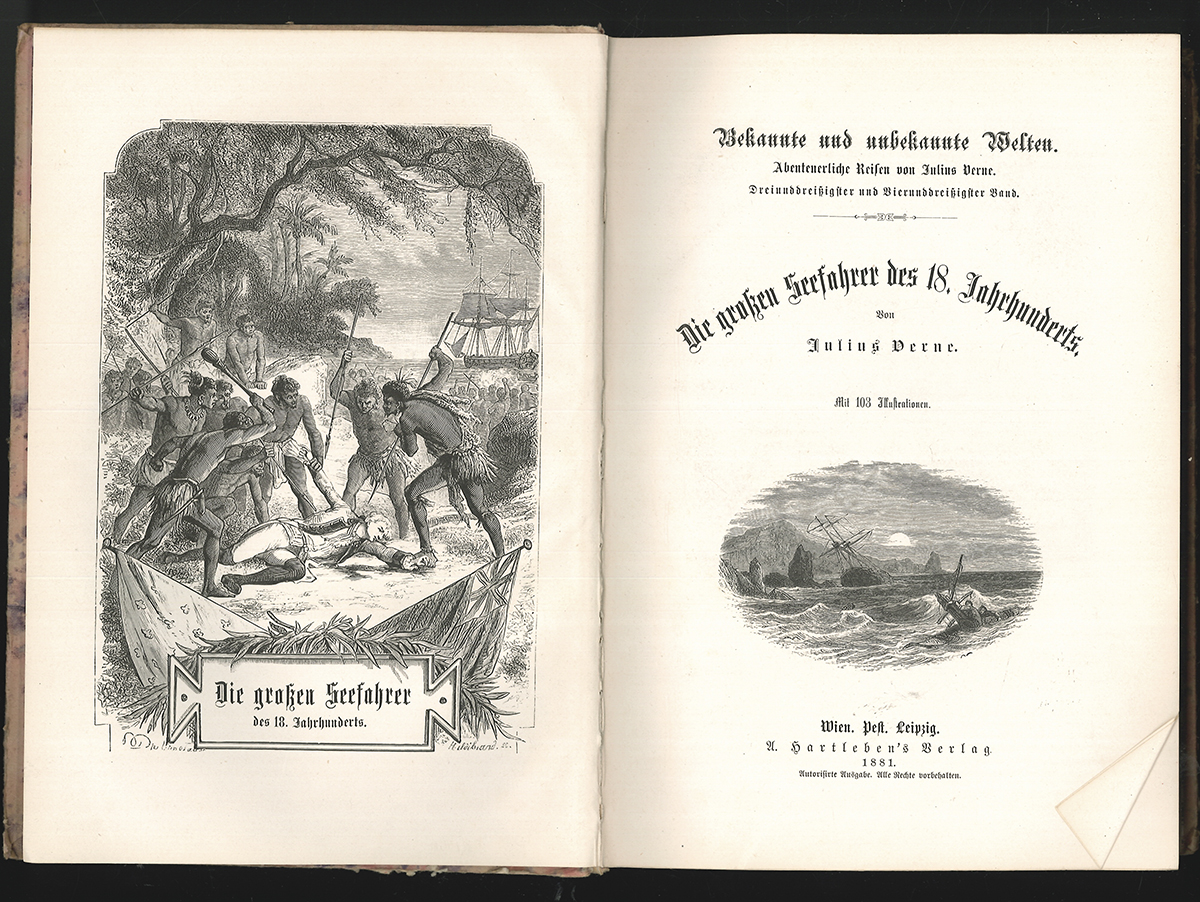 Die großen Seefahrer
des 18. Jahrhunderts.
Bekannte und unbekannte Welten.
Abenteuerliche Reisen von Julius Verne.
Dreiunddreißigster und Vierunddreißigster Band.
Die großen Seefahrer des 18. Jahrhunderts.
Von
Julius Verne.
Mit 103 Illustrationen.
Wien. Pest. Leipzig.
A. Hartleben's Verlag
1881.
Autorisirte Ausgabe. Alle Rechte vorbehalten.